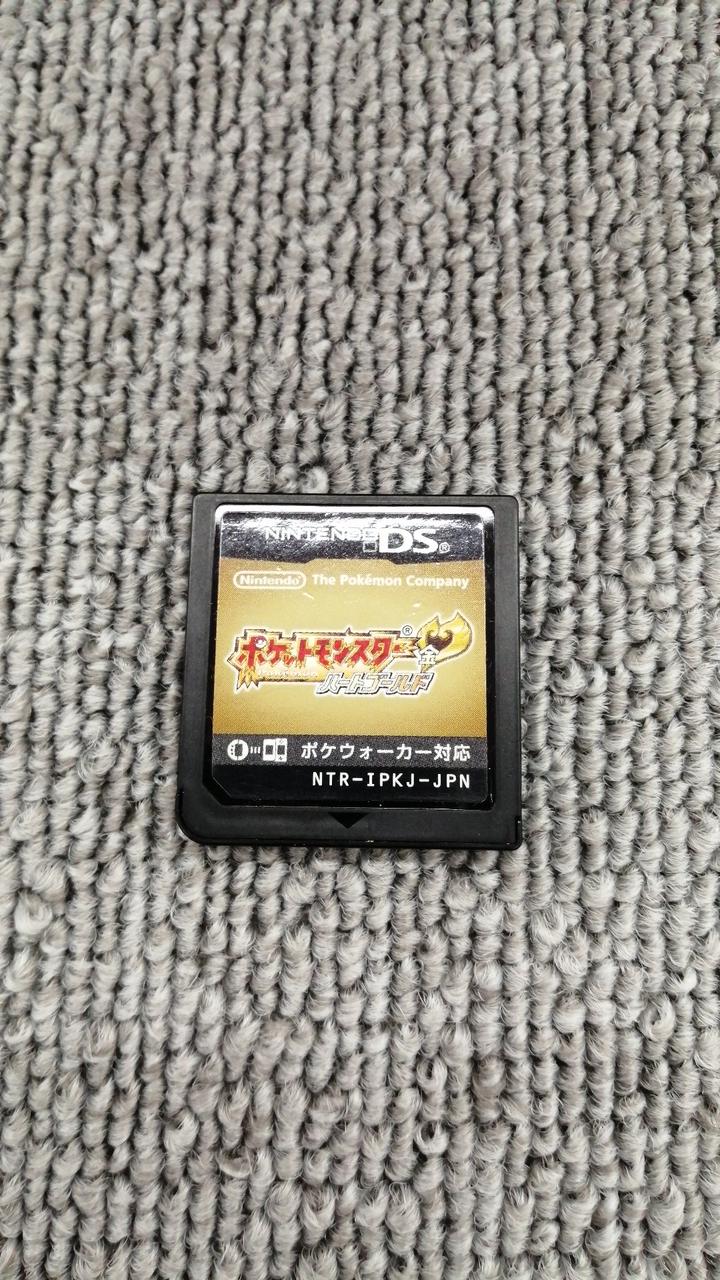 NINTENDO DS®
Nintendo® The Pokémon Company
ポケットモンスター®
金
ハートゴールド
ポケウォーカー対応
NTR-IPKJ-JPN